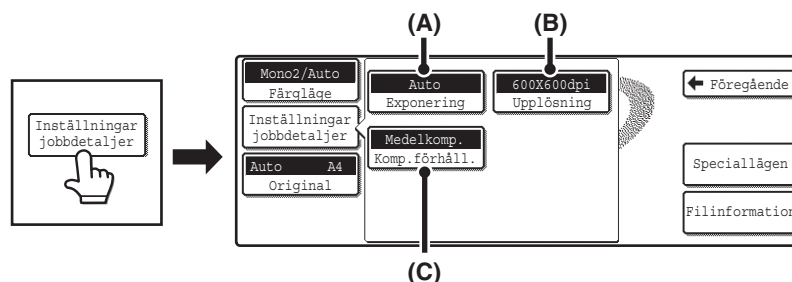 (A)
(B)
Inställningar
jobbdetaljer
Mono2/Auto
Färgläge
Inställningar
jobbdetaljer
Auto A4
Original
Auto
Exponering
600X600dpi
Upplösning
Medelkomp.
Komp.förhåll.
Föregående
Speciallägen
Filinformation
(C)